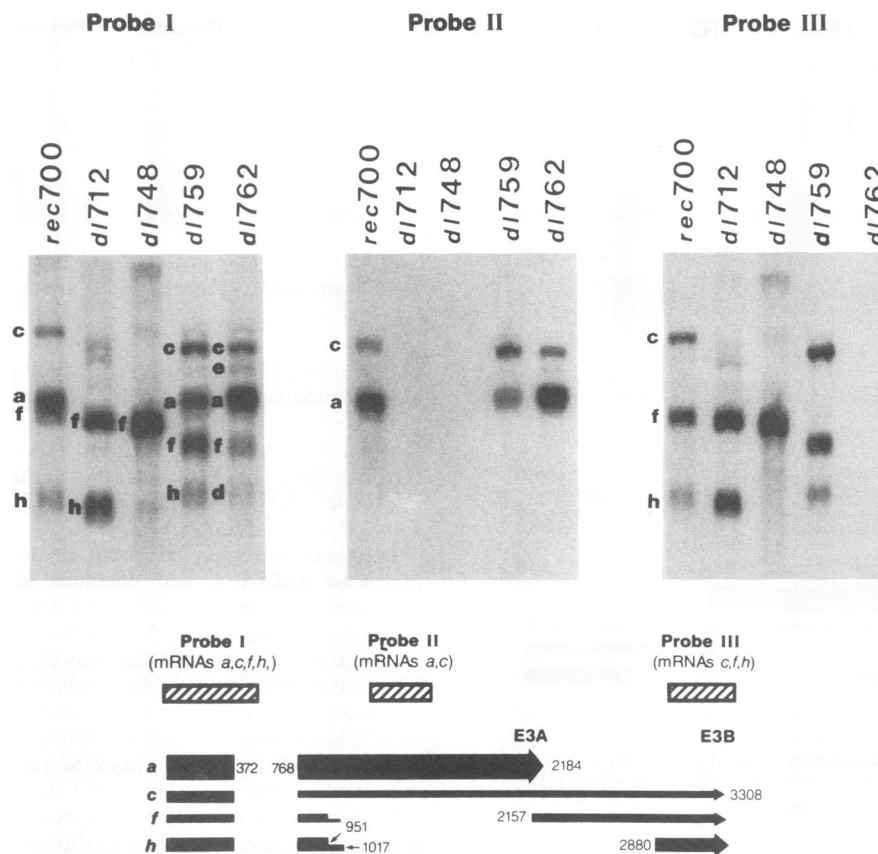 Probe I Probe II Probe III
rec700 dl712 dl748 dl759 dl762 rec700 dl712 dl748 dl759 dl762 rec700 dl712 dl748 dl759 dl762
c c c c c
e
a a a a
f f f f f f
h h h d h
Probe I Probe II Probe III
(mRNAs a,c,f,h,) (mRNAs a,c) (mRNAs c,f,h)
E3A E3B
a 372 768 2184
c 3308
f 951 2157
h 1017 2880